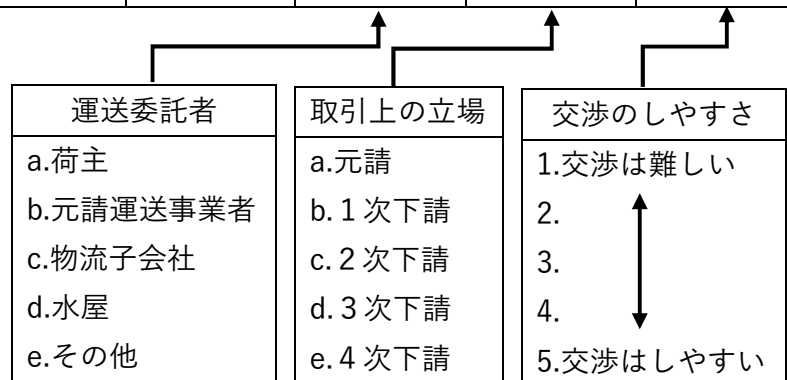 運送委託者
a.荷主
b.元請運送事業者
c.物流子会社
d.水屋
e.その他
取引上の立場
a.元請
b.１次下請
c.２次下請
d.３次下請
e.４次下請
交渉のしやすさ
1.交渉は難しい
2.
3.
4.
5.交渉はしやすい